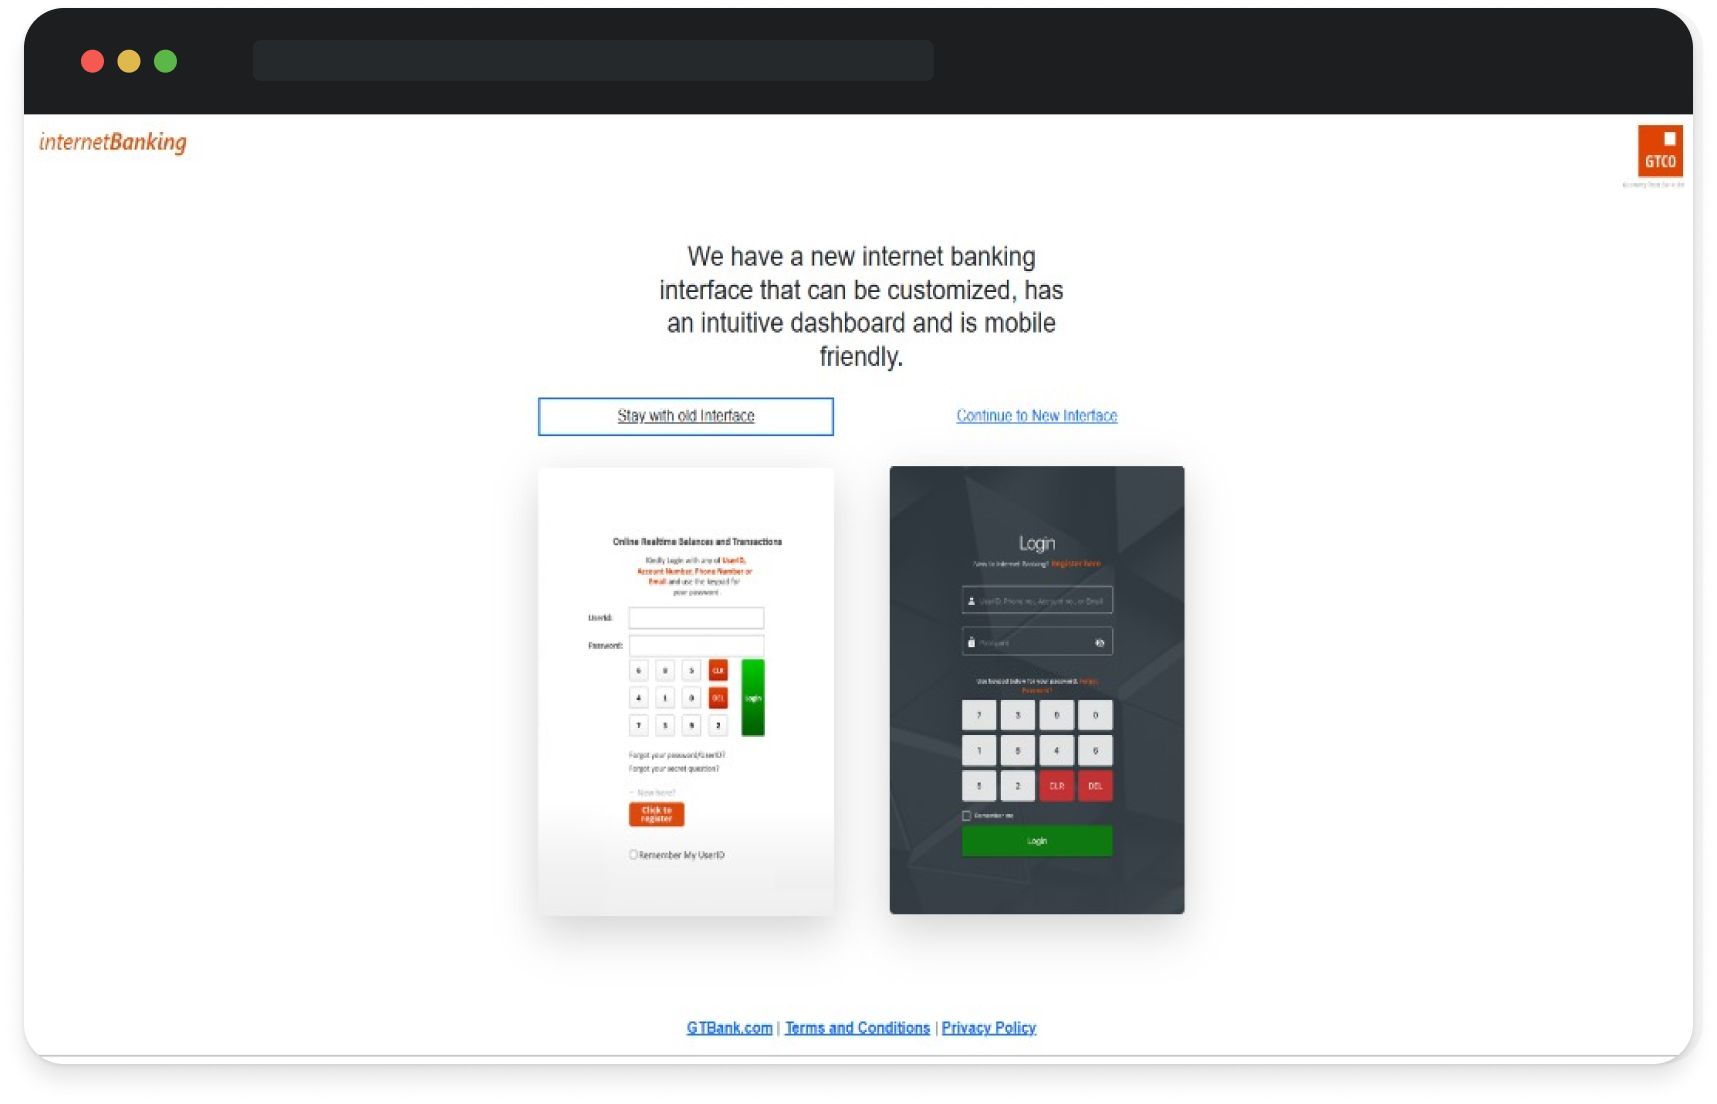 internetBanking
GTCO
We have a new internet banking
interface that can be customized, has
an intuitive dashboard and is mobile
friendly.
Stay with old Interface
Continue to New Interface
Online Realtime Balances and Transactions
Kindly Login with any of UserID,
Account Number, Phone Number or
Email and use the keypad for
your password.
UserId:
Password:
6 8 5 CLR
4 1 0 DEL
Login
7 3 9 2
Forgot your password/UserID?
Forgot your secret question?
New here?
Click to
register
Remember My UserID
Login
New to Internet Banking? Register here
UserID, Phone no., Account no., or Email
Password
Use keypad below for your password. Forgot
Password?
7 3
1 4 6
2 CLR DEL
Remember me
Login
GTBank.com | Terms and Conditions | Privacy Policy